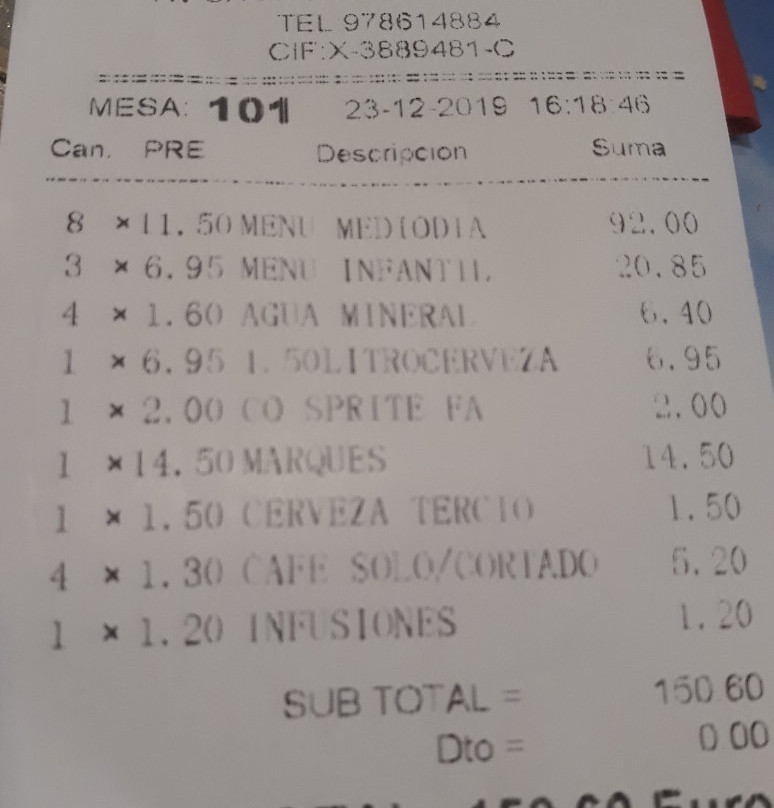 TEL 978614884
CIF:X-3889481-C
MESA: 101 23-12-2019 16:18:46
Can. PRE Descripcion Suma
8 ×11.50 MENU MEDIODIA 92.00
3 × 6.95 MENU INFANTIL 20.85
4 × 1.60 AGUA MINERAL 6.40
1 × 6.95 1.50LITROCERVEZA 6.95
1 × 2.00 CO SPRITE FA 2.00
1 ×14.50 MARQUES 14.50
1 × 1.50 CERVEZA TERCIO 1.50
4 × 1.30 CAFE SOLO/CORTADO 5.20
1 × 1.20 INFUSIONES 1.20
SUB TOTAL = 150.60
Dto = 0.00
150.60 Euro